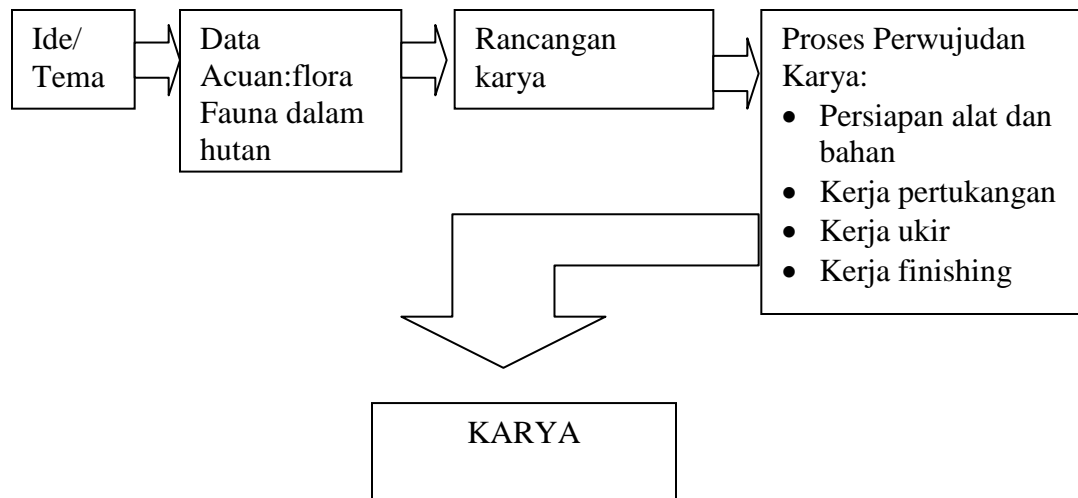 Ide/
Tema
Data
Acuan:flora
Fauna dalam
hutan
Rancangan
karya
Proses Perwujudan
Karya:
• Persiapan alat dan
bahan
• Kerja pertukangan
• Kerja ukir
• Kerja finishing
KARYA